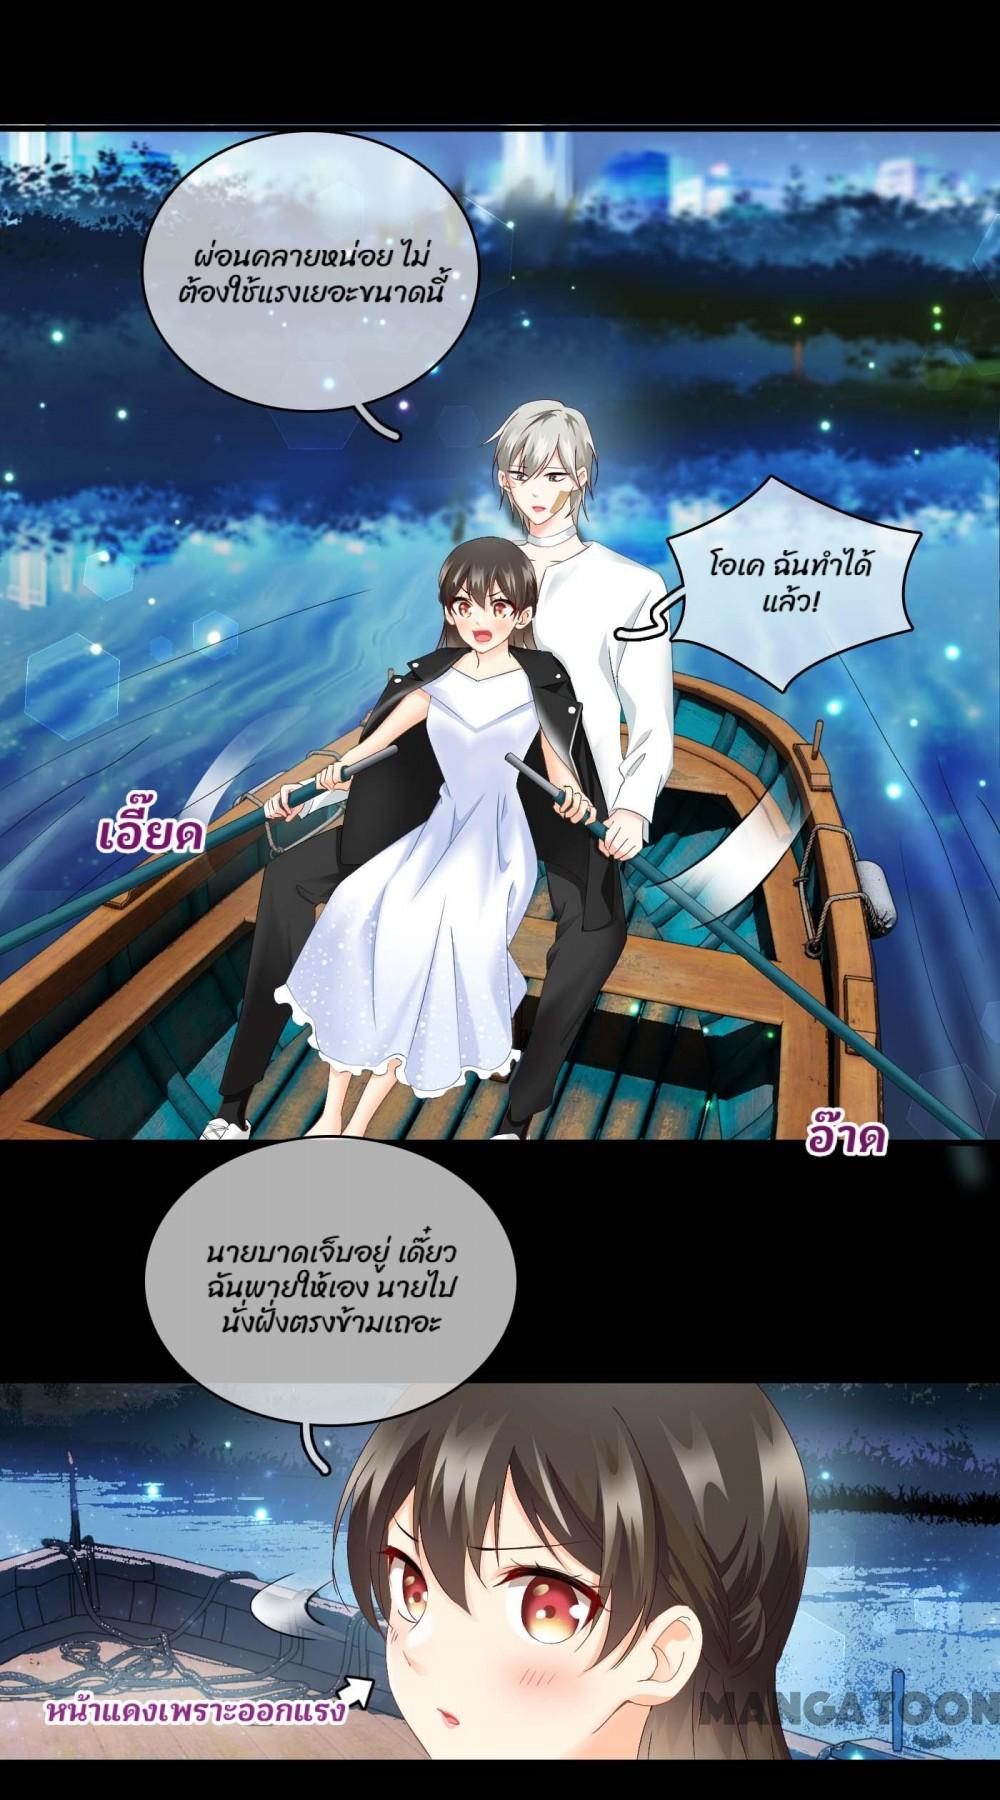 ผ่อนคลายหน่อย ไม่
ต้องใช้แรงเยอะขนาดนี้
โอเค ฉันทำได้
แล้ว!
เอี๊ยด
อ๊าด
นายบาดเจ็บอยู่ เดี๋ยว
ฉันพายให้เอง นายไป
นั่งฝั่งตรงข้ามเถอะ
หน้าแดงเพราะออกแรง
MANGATOON